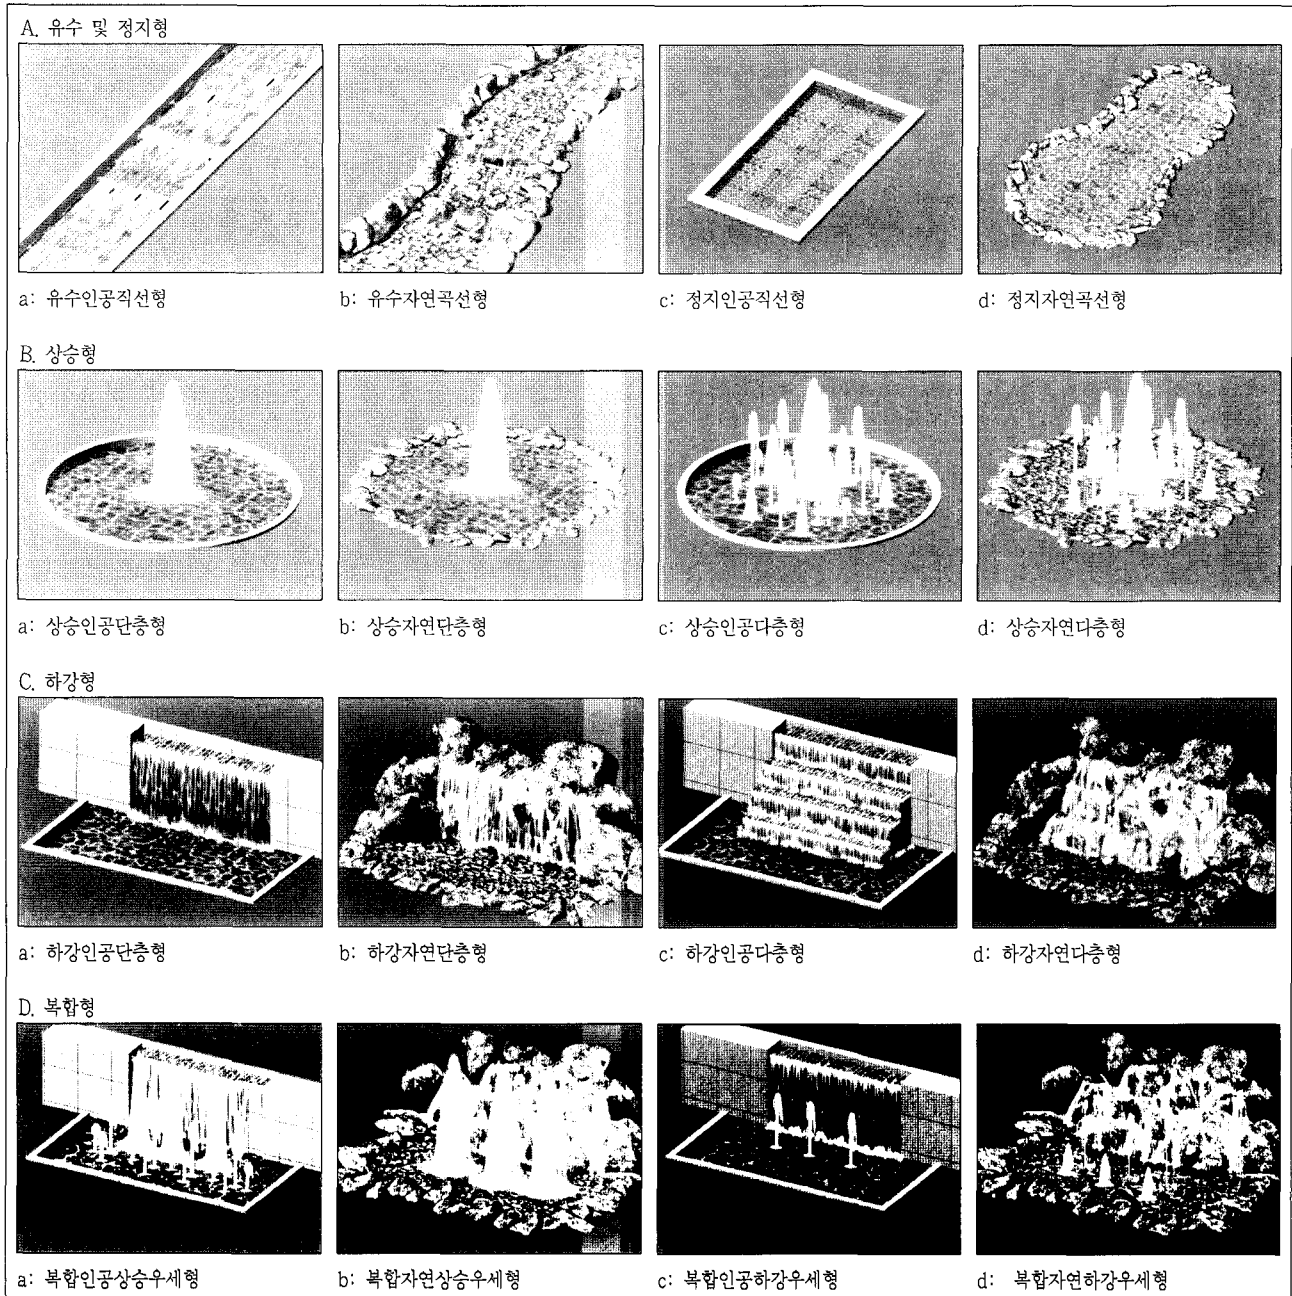 A. 유수 및 정지형
a: 유수인공직선형 b: 유수자연곡선형 c: 정지인공직선형 d: 정지자연곡선형
B. 상승형
a: 상승인공단층형 b: 상승자연단층형 c: 상승인공다층형 d: 상승자연다층형
C. 하강형
a: 하강인공단층형 b: 하강자연단층형 c: 하강인공다층형 d: 하강자연다층형
D. 복합형
a: 복합인공상승우세형 b: 복합자연상승우세형 c: 복합인공하강우세형 d: 복합자연하강우세형